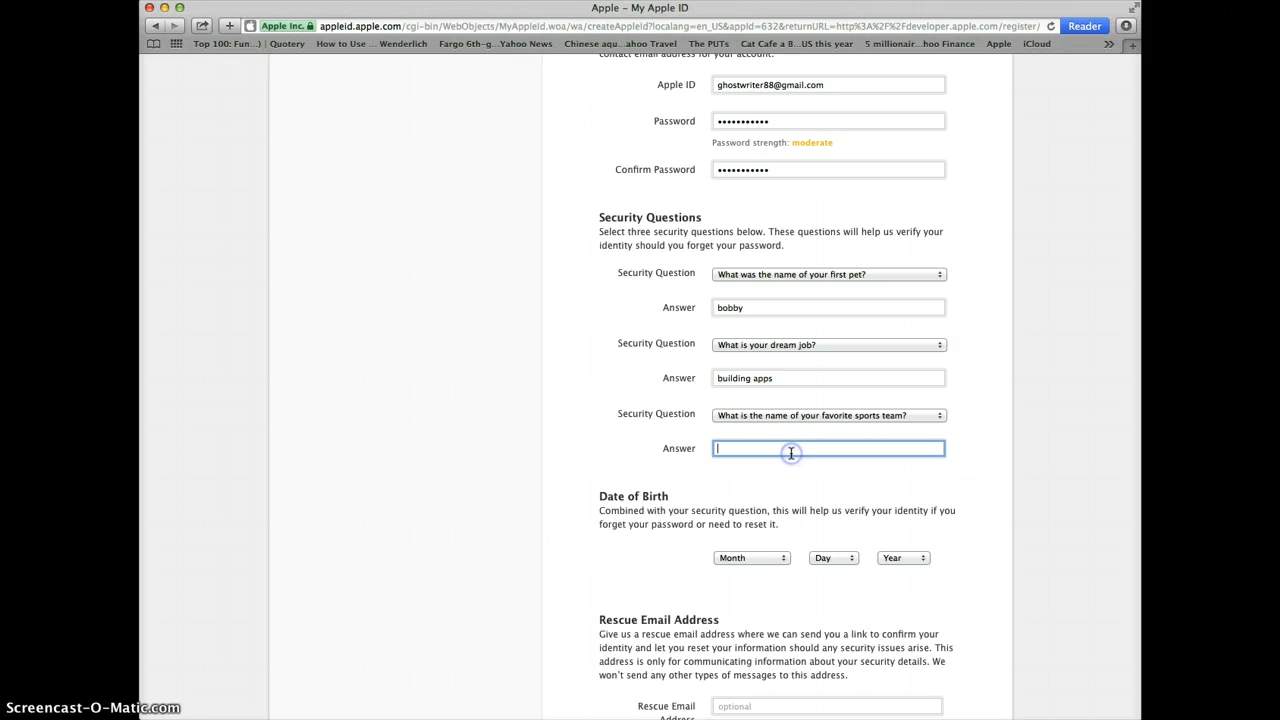 Apple – My Apple ID
Apple Inc. appleid.apple.com/cgi-bin/WebObjects/MyAppleId.woa/wa/createAppleId?localang=en_US&appId=632&returnURL=http%3A%2F%2Fdeveloper.apple.com/register/ Reader
Top 100: Fun...) | Quotery How to Use ... Wenderlich Fargo 6th-g...Yahoo News Chinese aqu...ahoo Travel The PUTs Cat Cafe a B...US this year 5 millionair...hoo Finance Apple iCloud
contact email address for your account.
Apple ID ghostwriter88@gmail.com
Password •••••••••••
Password strength: moderate
Confirm Password •••••••••••
Security Questions
Select three security questions below. These questions will help us verify your
identity should you forget your password.
Security Question What was the name of your first pet?
Answer bobby
Security Question What is your dream job?
Answer building apps
Security Question What is the name of your favorite sports team?
Answer
Date of Birth
Combined with your security question, this will help us verify your identity if you
forget your password or need to reset it.
Month Day Year
Rescue Email Address
Give us a rescue email address where we can send you a link to confirm your
identity and let you reset your information should any security issues arise. This
address is only for communicating information about your security details. We
won't send any other types of messages to this address.
Rescue Email optional
Address
Screencast-O-Matic.com